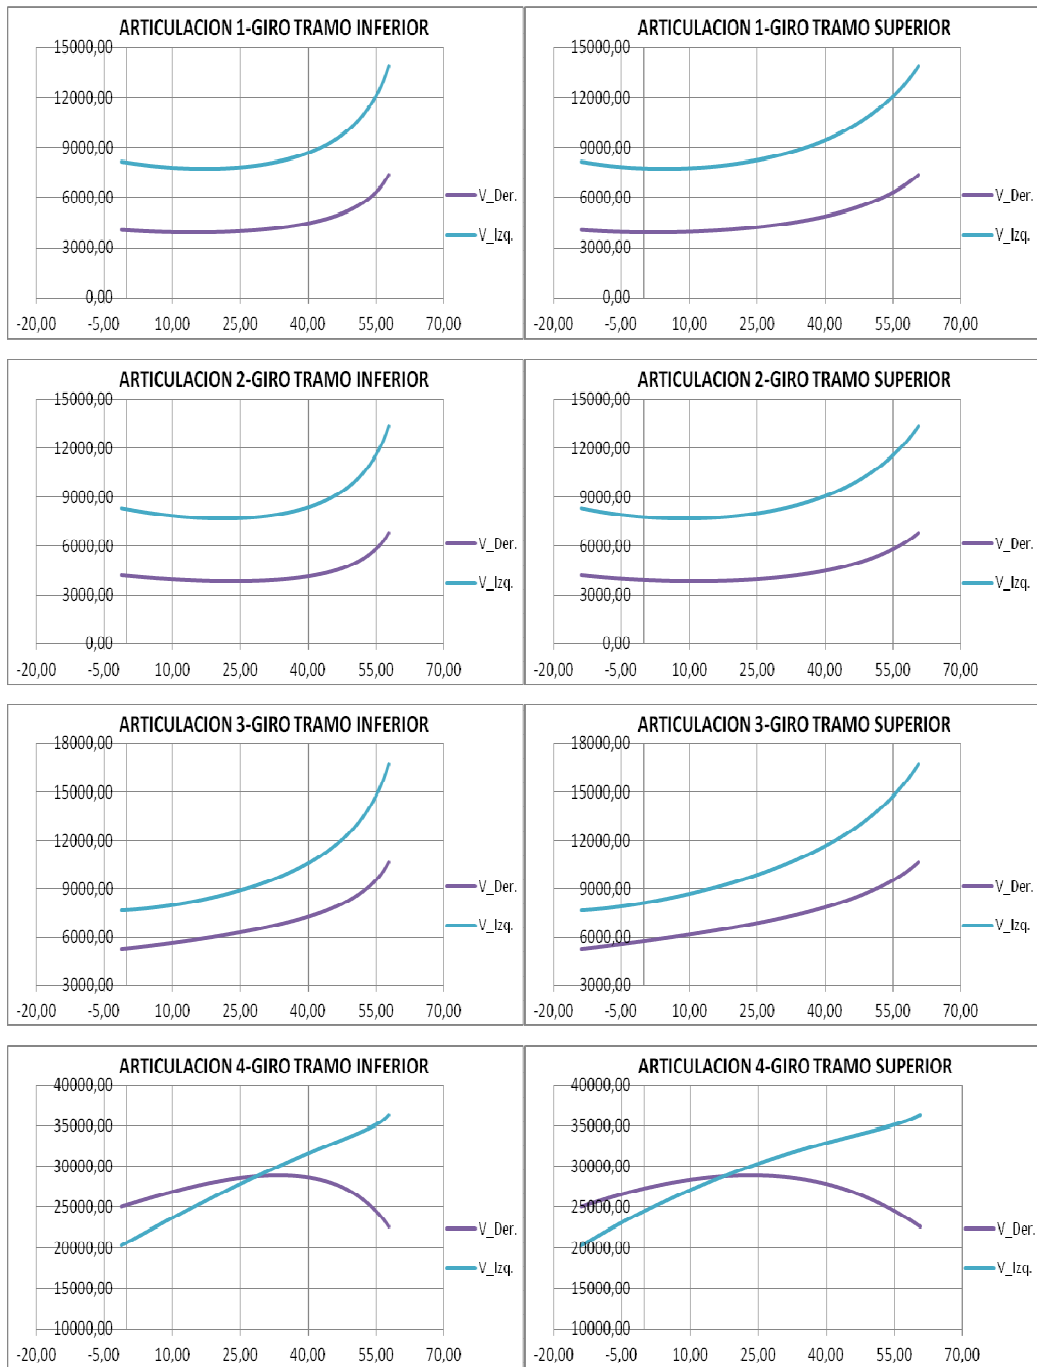 ARTICULACION 1-GIRO TRAMO INFERIOR
15000,00
12000,00
9000,00
6000,00
3000,00
0,00
-20,00 -5,00 10,00 25,00 40,00 55,00 70,00
V_Der.
V_Izq.
ARTICULACION 1-GIRO TRAMO SUPERIOR
15000,00
12000,00
9000,00
6000,00
3000,00
0,00
-20,00 -5,00 10,00 25,00 40,00 55,00 70,00
V_Der.
V_Izq.
ARTICULACION 2-GIRO TRAMO INFERIOR
15000,00
12000,00
9000,00
6000,00
3000,00
0,00
-20,00 -5,00 10,00 25,00 40,00 55,00 70,00
V_Der.
V_Izq.
ARTICULACION 2-GIRO TRAMO SUPERIOR
15000,00
12000,00
9000,00
6000,00
3000,00
0,00
-20,00 -5,00 10,00 25,00 40,00 55,00 70,00
V_Der.
V_Izq.
ARTICULACION 3-GIRO TRAMO INFERIOR
18000,00
15000,00
12000,00
9000,00
6000,00
3000,00
-20,00 -5,00 10,00 25,00 40,00 55,00 70,00
V_Der.
V_Izq.
ARTICULACION 3-GIRO TRAMO SUPERIOR
18000,00
15000,00
12000,00
9000,00
6000,00
3000,00
-20,00 -5,00 10,00 25,00 40,00 55,00 70,00
V_Der.
V_Izq.
ARTICULACION 4-GIRO TRAMO INFERIOR
40000,00
35000,00
30000,00
25000,00
20000,00
15000,00
10000,00
-20,00 -5,00 10,00 25,00 40,00 55,00 70,00
V_Der.
V_Izq.
ARTICULACION 4-GIRO TRAMO SUPERIOR
40000,00
35000,00
30000,00
25000,00
20000,00
15000,00
10000,00
-20,00 -5,00 10,00 25,00 40,00 55,00 70,00
V_Der.
V_Izq.